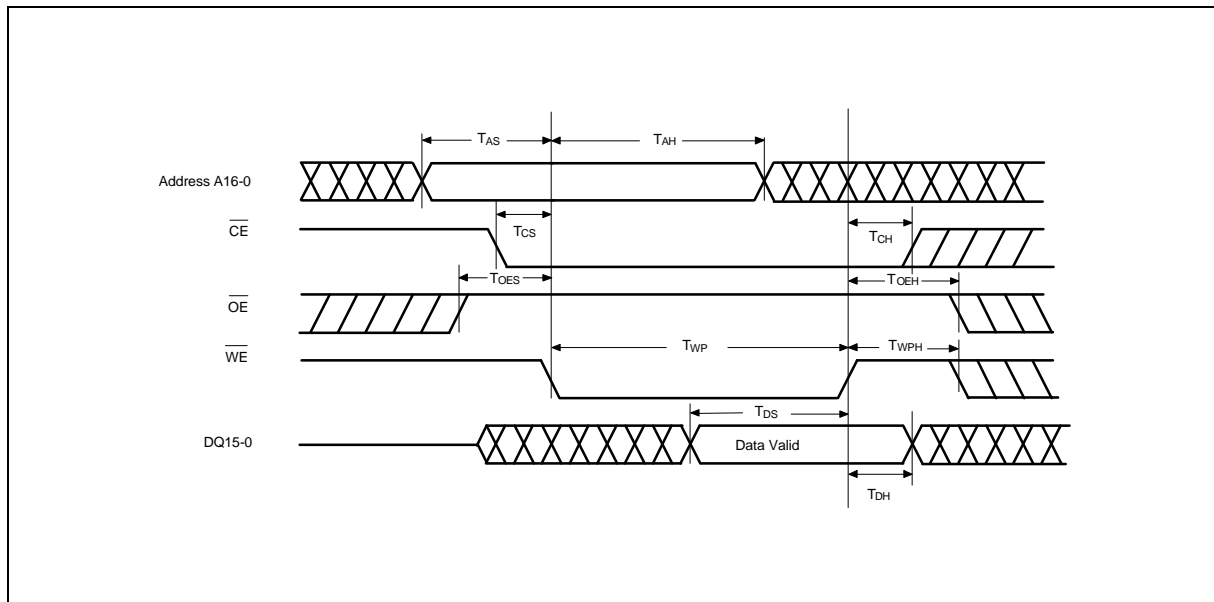 TAS
TAH
Address A16-0
CE
TCS
TCH
TOES
TOEH
OE
WE
TWP
TWPH
TDS
DQ15-0
Data Valid
TDH